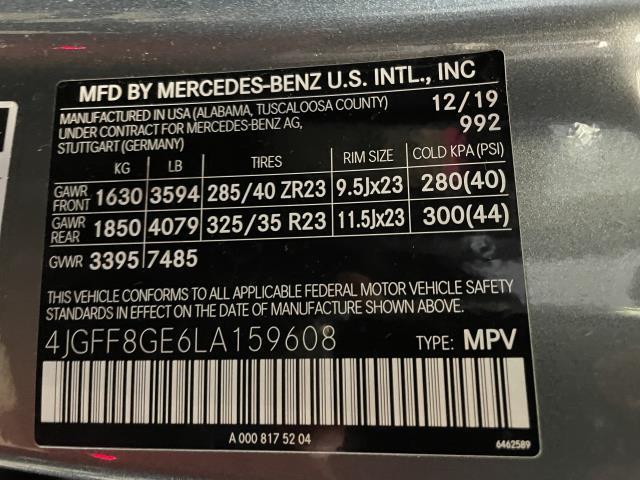 MFD BY MERCEDES-BENZ U.S. INTL., INC
MANUFACTURED IN USA (ALABAMA, TUSCALOOSA COUNTY) 12/19
UNDER CONTRACT FOR MERCEDES-BENZ AG, 992
STUTTGART (GERMANY)
KG LB TIRES RIM SIZE COLD KPA (PSI)
GAWR FRONT 1630 3594 285/40 ZR23 9.5Jx23 280(40)
GAWR REAR 1850 4079 325/35 R23 11.5Jx23 300(44)
GVWR 3395 7485
THIS VEHICLE CONFORMS TO ALL APPLICABLE FEDERAL MOTOR VEHICLE SAFETY
STANDARDS IN EFFECT ON THE DATE OF MANUFACTURE SHOWN ABOVE.
4JGFF8GE6LA159608 TYPE: MPV
A 000 817 52 04
6462589